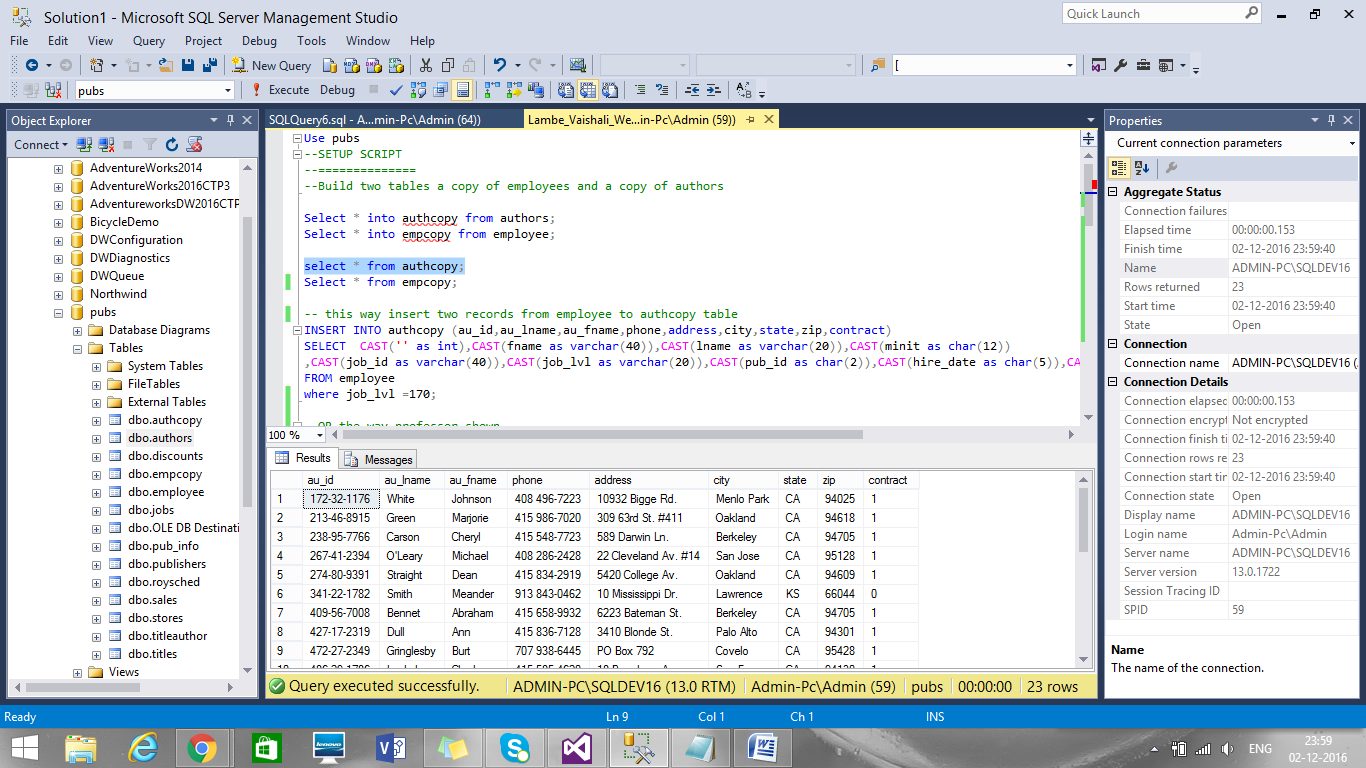 Solution1 - Microsoft SQL Server Management Studio
Quick Launch
File Edit View Query Project Debug Tools Window Help
New Query
[
pubs
Execute Debug
Object Explorer
Connect
AdventureWorks2014
AdventureWorks2016CTP3
AdventureworksDW2016CTP
BicycleDemo
DWConfiguration
DWDiagnostics
DWQueue
Northwind
pubs
Database Diagrams
Tables
System Tables
FileTables
External Tables
dbo.authcopy
dbo.authors
dbo.discounts
dbo.empcopy
dbo.employee
dbo.jobs
dbo.OLE DB Destinati
dbo.pub_info
dbo.publishers
dbo.roysched
dbo.sales
dbo.stores
dbo.titleauthor
dbo.titles
Views
SQLQuery6.sql - A...min-Pc\Admin (64))
Lambe_Vaishali_We...in-Pc\Admin (59))
Use pubs
--SETUP SCRIPT
--===============
--Build two tables a copy of employees and a copy of authors
Select * into authcopy from authors;
Select * into empcopy from employee;
select * from authcopy;
Select * from empcopy;
-- this way insert two records from employee to authcopy table
INSERT INTO authcopy (au_id,au_lname,au_fname,phone,address,city,state,zip,contract)
SELECT  CAST('' as int),CAST(fname as varchar(40)),CAST(lname as varchar(20)),CAST(minit as char(12))
,CAST(job_id as varchar(40)),CAST(job_lvl as varchar(20)),CAST(pub_id as char(2)),CAST(hire_date as char(5)),CA
FROM employee
where job_lvl =170;
OR the way professor shown
100 %
Results Messages
au_id au_lname au_fname phone address city state zip contract
1 172-32-1176 White Johnson 408 496-7223 10932 Bigge Rd. Menlo Park CA 94025 1
2 213-46-8915 Green Marjorie 415 986-7020 309 63rd St. #411 Oakland CA 94618 1
3 238-95-7766 Carson Cheryl 415 548-7723 589 Darwin Ln. Berkeley CA 94705 1
4 267-41-2394 O'Leary Michael 408 286-2428 22 Cleveland Av. #14 San Jose CA 95128 1
5 274-80-9391 Straight Dean 415 834-2919 5420 College Av. Oakland CA 94609 1
6 341-22-1782 Smith Meander 913 843-0462 10 Mississippi Dr. Lawrence KS 66044 0
7 409-56-7008 Bennet Abraham 415 658-9932 6223 Bateman St. Berkeley CA 94705 1
8 427-17-2319 Dull Ann 415 836-7128 3410 Blonde St. Palo Alto CA 94301 1
9 472-27-2349 Gringlesby Burt 707 938-6445 PO Box 792 Covelo CA 95428 1
Query executed successfully. ADMIN-PC\SQLDEV16 (13.0 RTM) Admin-Pc\Admin (59) pubs 00:00:00 23 rows
Properties
Current connection parameters
Aggregate Status
Connection failures
Elapsed time 00:00:00.153
Finish time 02-12-2016 23:59:40
Name ADMIN-PC\SQLDEV16
Rows returned 23
Start time 02-12-2016 23:59:40
State Open
Connection
Connection name ADMIN-PC\SQLDEV16 (
Connection Details
Connection elapsed 00:00:00.153
Connection encrypt Not encrypted
Connection finish ti 02-12-2016 23:59:40
Connection rows re 23
Connection start tin 02-12-2016 23:59:40
Connection state Open
Display name ADMIN-PC\SQLDEV16
Login name Admin-Pc\Admin
Server name ADMIN-PC\SQLDEV16
Server version 13.0.1722
Session Tracing ID
SPID 59
Name
The name of the connection.
Ready Ln 9 Col 1 Ch 1 INS
lenovo
ENG
23:59
02-12-2016